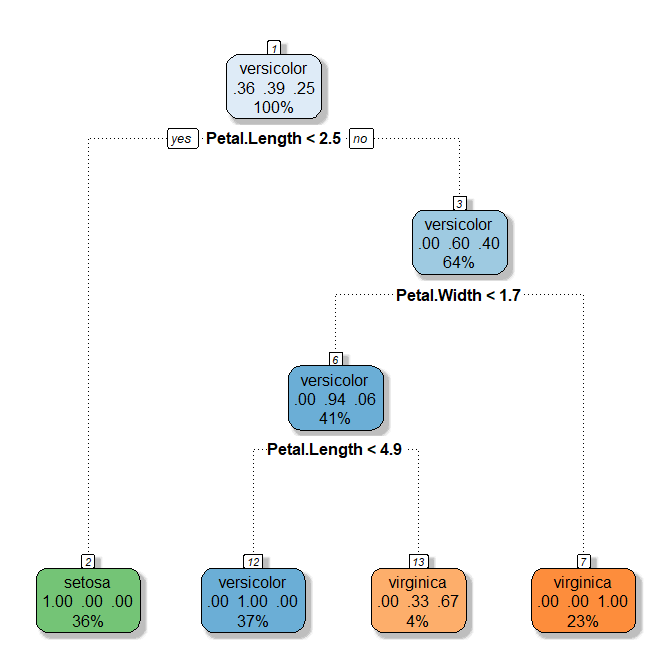 1
versicolor
.36 .39 .25
100%
yes Petal.Length < 2.5 no
3
versicolor
.00 .60 .40
64%
Petal.Width < 1.7
6
versicolor
.00 .94 .06
41%
Petal.Length < 4.9
2
setosa
1.00 .00 .00
36%
12
versicolor
.00 1.00 .00
37%
13
virginica
.00 .33 .67
4%
7
virginica
.00 .00 1.00
23%